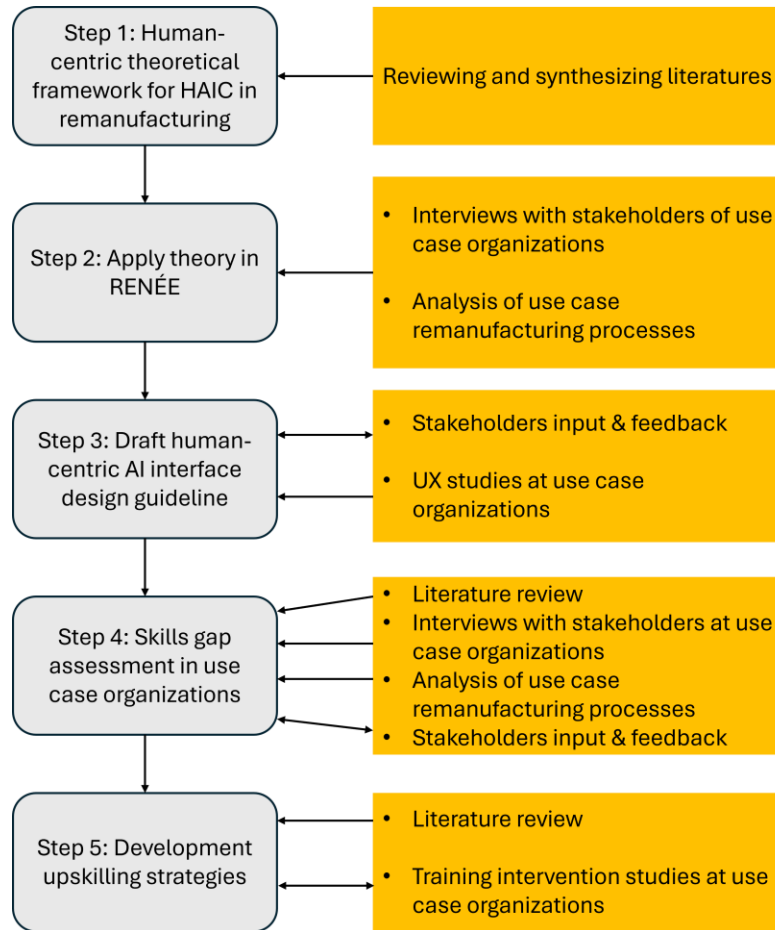 Step 1: Human-
centric theoretical
framework for HAIC in
remanufacturing
Reviewing and synthesizing literatures
Step 2: Apply theory in
RENÉE
• Interviews with stakeholders of use
case organizations
• Analysis of use case
remanufacturing processes
Step 3: Draft human-
centric AI interface
design guideline
• Stakeholders input & feedback
• UX studies at use case
organizations
Step 4: Skills gap
assessment in use
case organizations
• Literature review
• Interviews with stakeholders at use
case organizations
• Analysis of use case
remanufacturing processes
• Stakeholders input & feedback
Step 5: Development
upskilling strategies
• Literature review
• Training intervention studies at use
case organizations